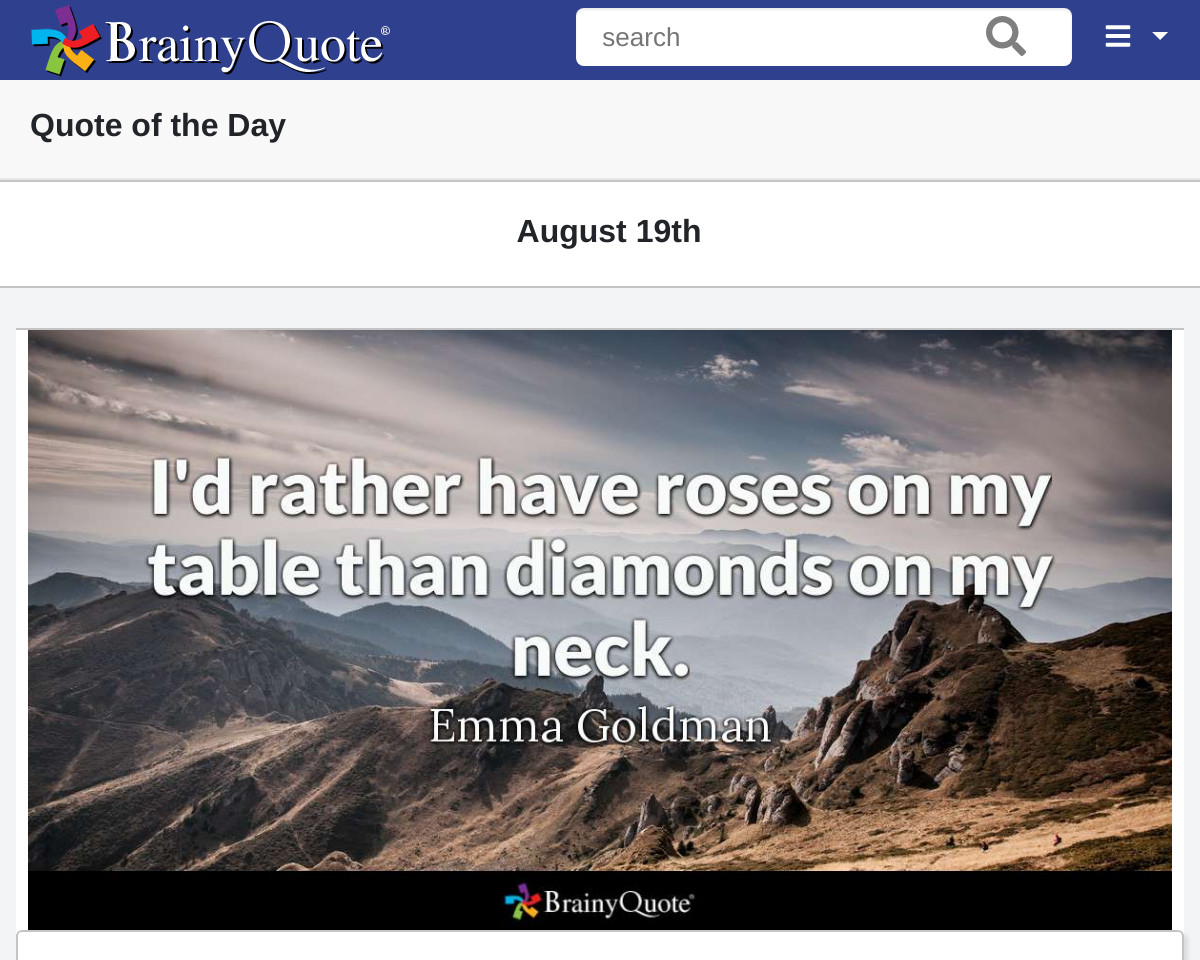 BrainyQuote®
search
Quote of the Day
August 19th
I'd rather have roses on my
table than diamonds on my
neck.
Emma Goldman
BrainyQuote®